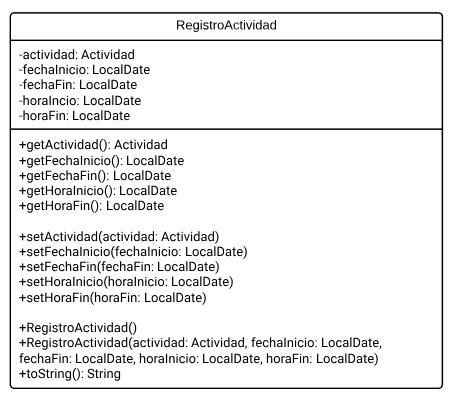 RegistroActividad
-actividad: Actividad
-fechaInicio: LocalDate
-fechaFin: LocalDate
-horaIncio: LocalDate
-horaFin: LocalDate
+getActividad(): Actividad
+getFechaInicio(): LocalDate
+getFechaFin(): LocalDate
+getHoraInicio(): LocalDate
+getHoraFin(): LocalDate
+setActividad(actividad: Actividad)
+setFechaInicio(fechaInicio: LocalDate)
+setFechaFin(fechaFin: LocalDate)
+setHoraInicio(horaInicio: LocalDate)
+setHoraFin(horaFin: LocalDate)
+RegistroActividad()
+RegistroActividad(actividad: Actividad, fechaInicio: LocalDate,
fechaFin: LocalDate, horaInicio: LocalDate, horaFin: LocalDate)
+toString(): String